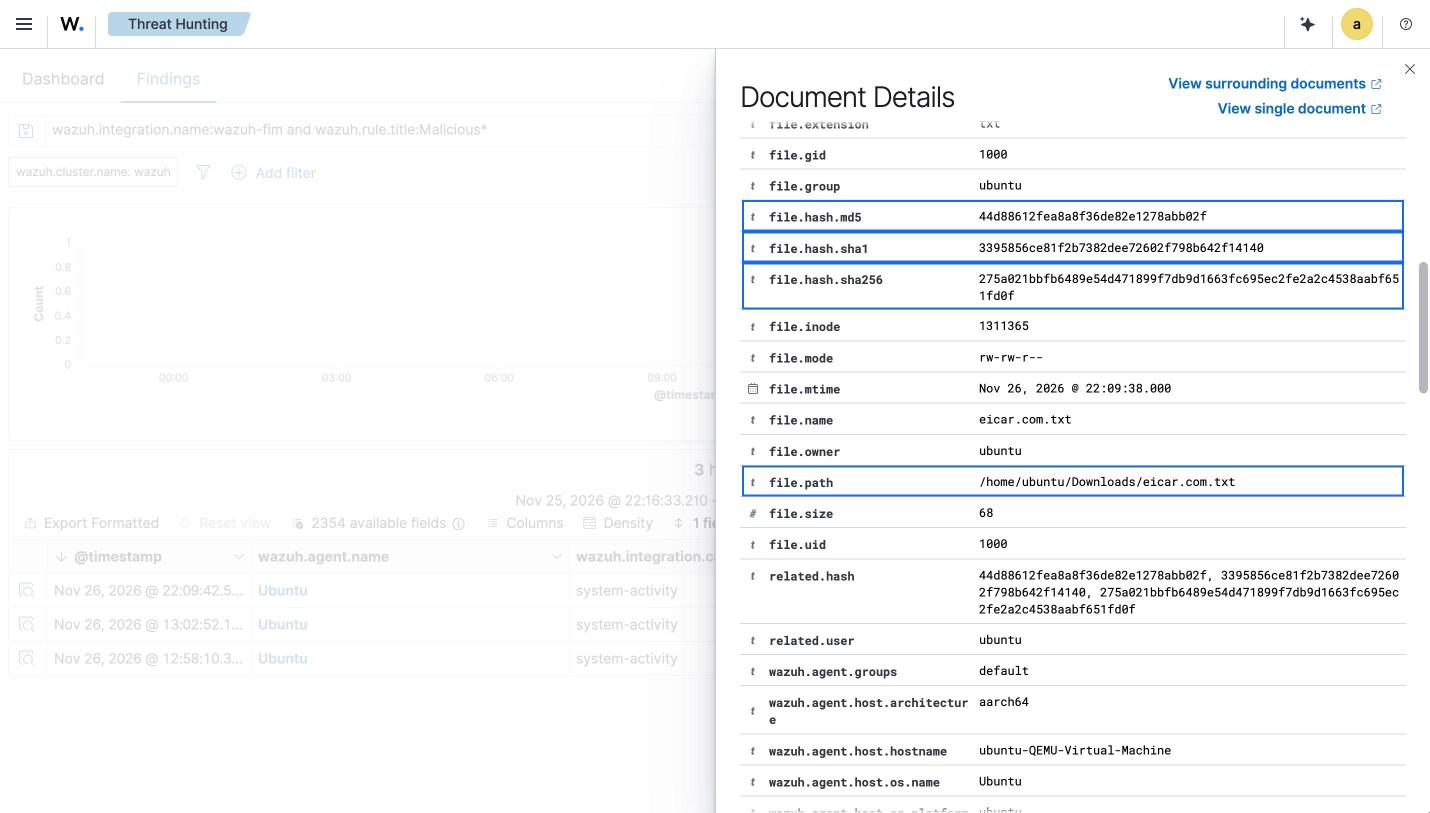 W.
Threat Hunting
a
Dashboard
Findings
wazuh.integration.name:wazuh-fim and wazuh.rule.title:Malicious*
wazuh.cluster.name: wazuh
Add filter
Count
1
0.8
0.6
0.4
0.2
0
00:00
03:00
06:00
09:00
@timestar
3 h
Nov 25, 2026 @ 22:16:33.210 -
Export Formatted
Reset view
2354 available fields
Columns
Density
1 fie
@timestamp
wazuh.agent.name
wazuh.integration.c
Nov 26, 2026 @ 22:09:42.5... Ubuntu system-activity
Nov 26, 2026 @ 13:02:52.1... Ubuntu system-activity
Nov 26, 2026 @ 12:58:10.3... Ubuntu system-activity
Document Details
View surrounding documents
View single document
t file.extension txt
t file.gid 1000
t file.group ubuntu
t file.hash.md5 44d88612fea8a8f36de82e1278abb02f
t file.hash.sha1 3395856ce81f2b7382dee72602f798b642f14140
t file.hash.sha256 275a021bbfb6489e54d471899f7db9d1663fc695ec2fe2a2c4538aabf65
1fd0f
t file.inode 1311365
t file.mode rw-rw-r--
file.mtime Nov 26, 2026 @ 22:09:38.000
t file.name eicar.com.txt
t file.owner ubuntu
t file.path /home/ubuntu/Downloads/eicar.com.txt
# file.size 68
t file.uid 1000
t related.hash 44d88612fea8a8f36de82e1278abb02f, 3395856ce81f2b7382dee7260
2f798b642f14140, 275a021bbfb6489e54d471899f7db9d1663fc695ec
2fe2a2c4538aabf651fd0f
t related.user ubuntu
t wazuh.agent.groups default
t wazuh.agent.host.architectur aarch64
e
t wazuh.agent.host.hostname ubuntu-QEMU-Virtual-Machine
t wazuh.agent.host.os.name Ubuntu
t wazuh.agent.host.os.platform ubuntu